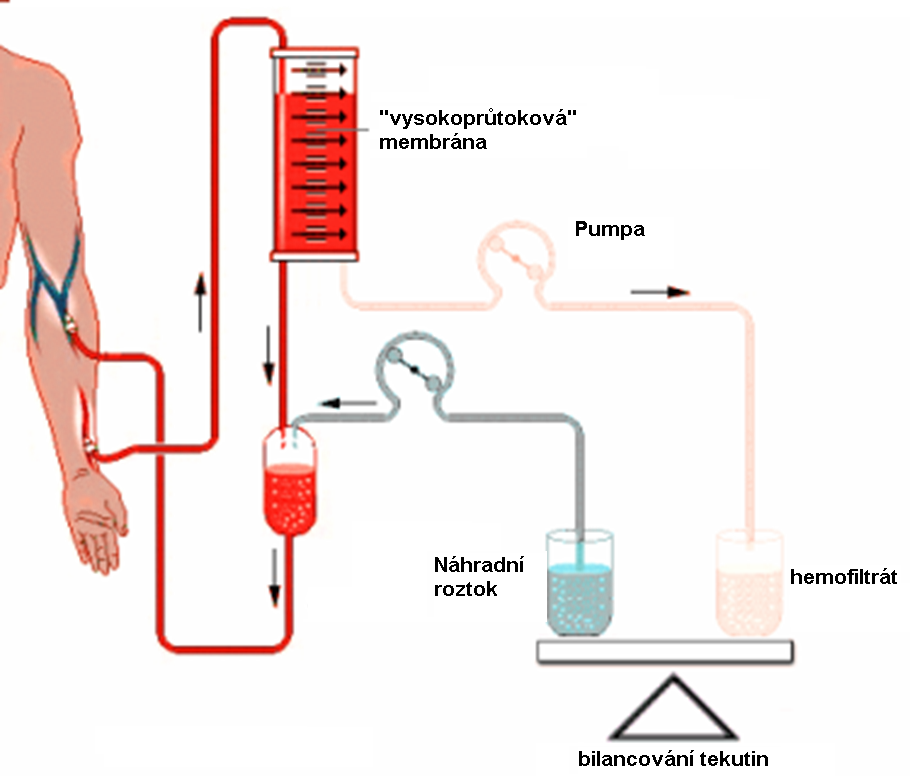 "vysokoprůtoková"
membrána
Pumpa
Náhradní
roztok
hemofiltrát
bilancování tekutin